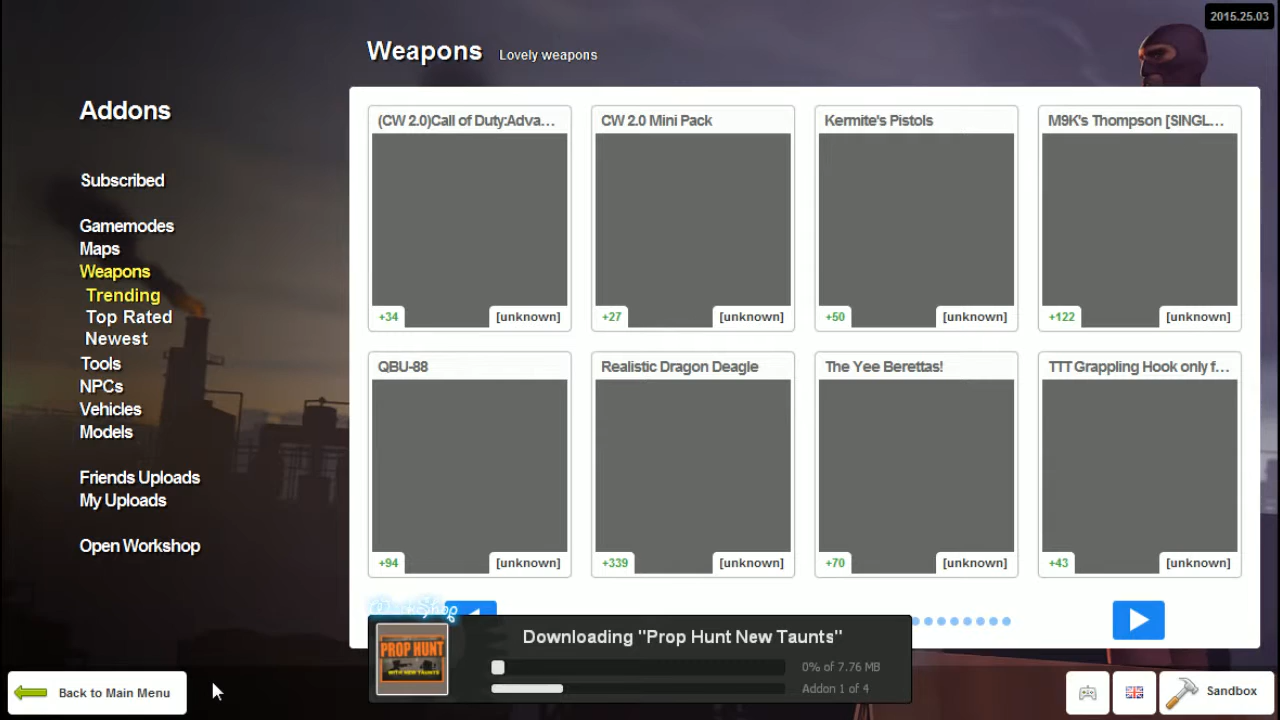 2015.25.03
Weapons Lovely weapons
Addons
Subscribed
Gamemodes
Maps
Weapons
Trending
Top Rated
Newest
Tools
NPCs
Vehicles
Models
Friends Uploads
My Uploads
Open Workshop
(CW 2.0)Call of Duty:Adva...
+34 [unknown]
CW 2.0 Mini Pack
+27 [unknown]
Kermite's Pistols
+50 [unknown]
M9K's Thompson [SINGL...
+122 [unknown]
QBU-88
+94 [unknown]
Realistic Dragon Deagle
+339 [unknown]
The Yee Berettas!
+70 [unknown]
TTT Grappling Hook only f...
+43 [unknown]
PROP HUNT
WITH NEW TAUNTS
Downloading "Prop Hunt New Taunts"
0% of 7.76 MB
Addon 1 of 4
Back to Main Menu
Sandbox